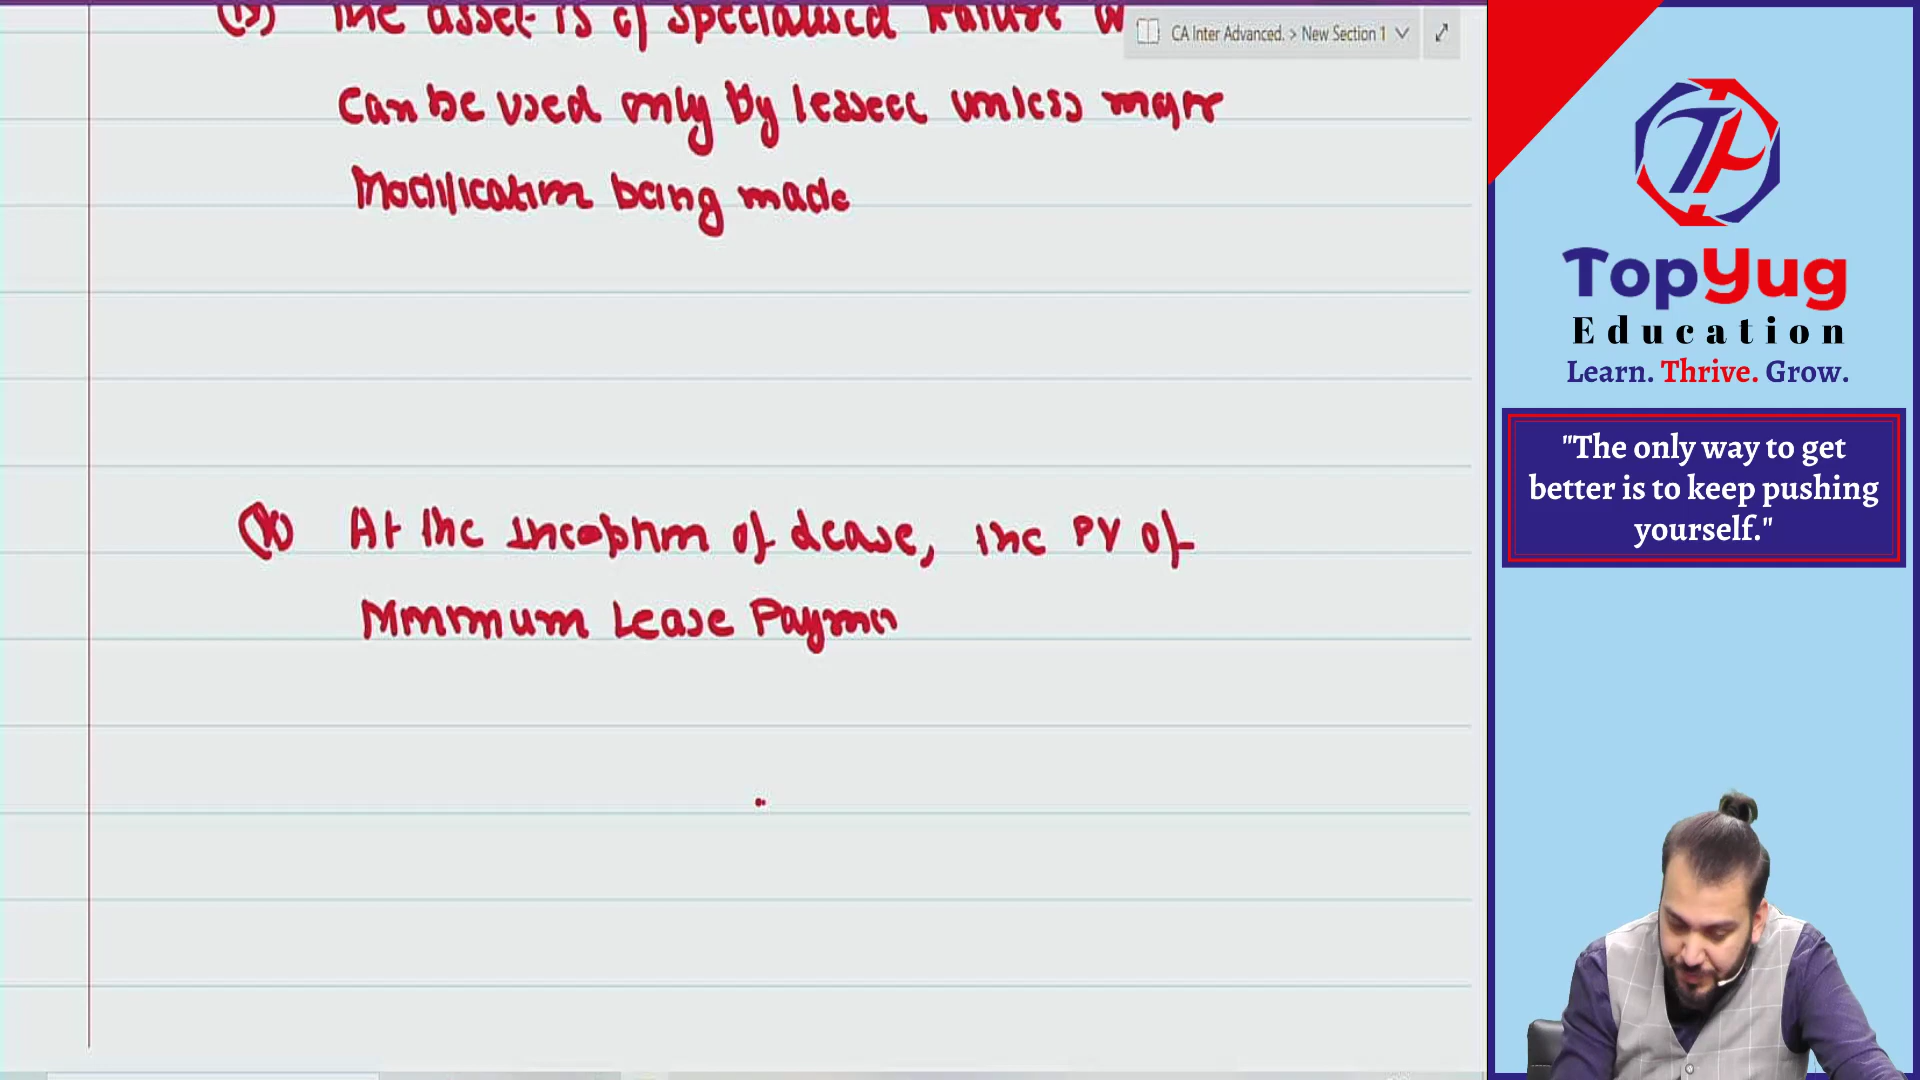 The asset is of specialised nature
can be used only by lessee unless major
Modification being made
At the Inception of Lease, the PV of
Minimum Lease Paymen
CA Inter Advanced. > New Section 1
TopYug
Education
Learn. Thrive. Grow.
"The only way to get
better is to keep pushing
yourself."